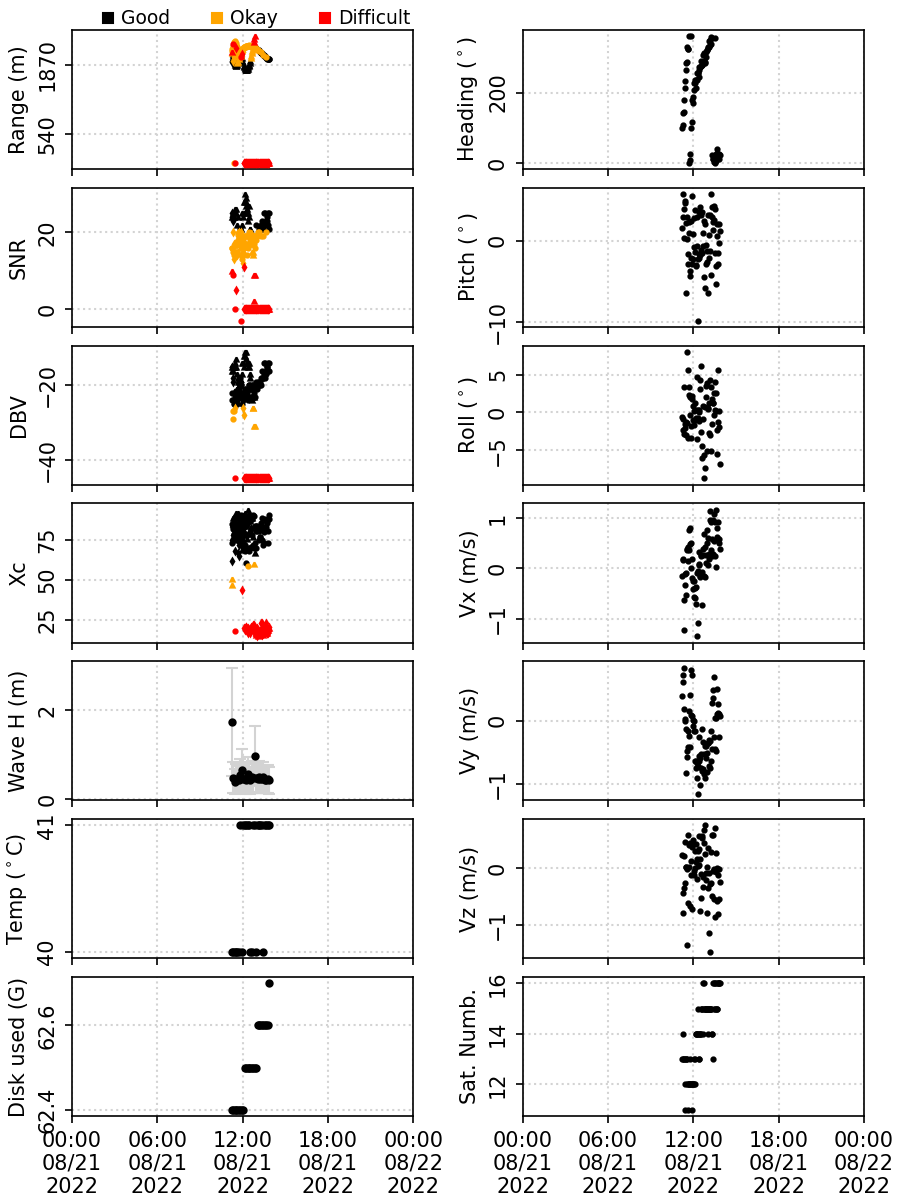 Good Okay Difficult
Range (m)
1870
540
Heading (°)
200
0
SNR
20
0
Pitch (°)
0
−10
DBV
−20
−40
Roll (°)
5
0
−5
Xc
75
50
25
Vx (m/s)
1
0
−1
Wave H (m)
2
0
Vy (m/s)
0
−1
Temp (°C)
41
40
Vz (m/s)
0
−1
Disk used (G)
62.6
62.4
Sat. Numb.
16
14
12
00:00 06:00 12:00 18:00 00:00
08/21 08/21 08/21 08/21 08/22
2022 2022 2022 2022 2022
00:00 06:00 12:00 18:00 00:00
08/21 08/21 08/21 08/21 08/22
2022 2022 2022 2022 2022